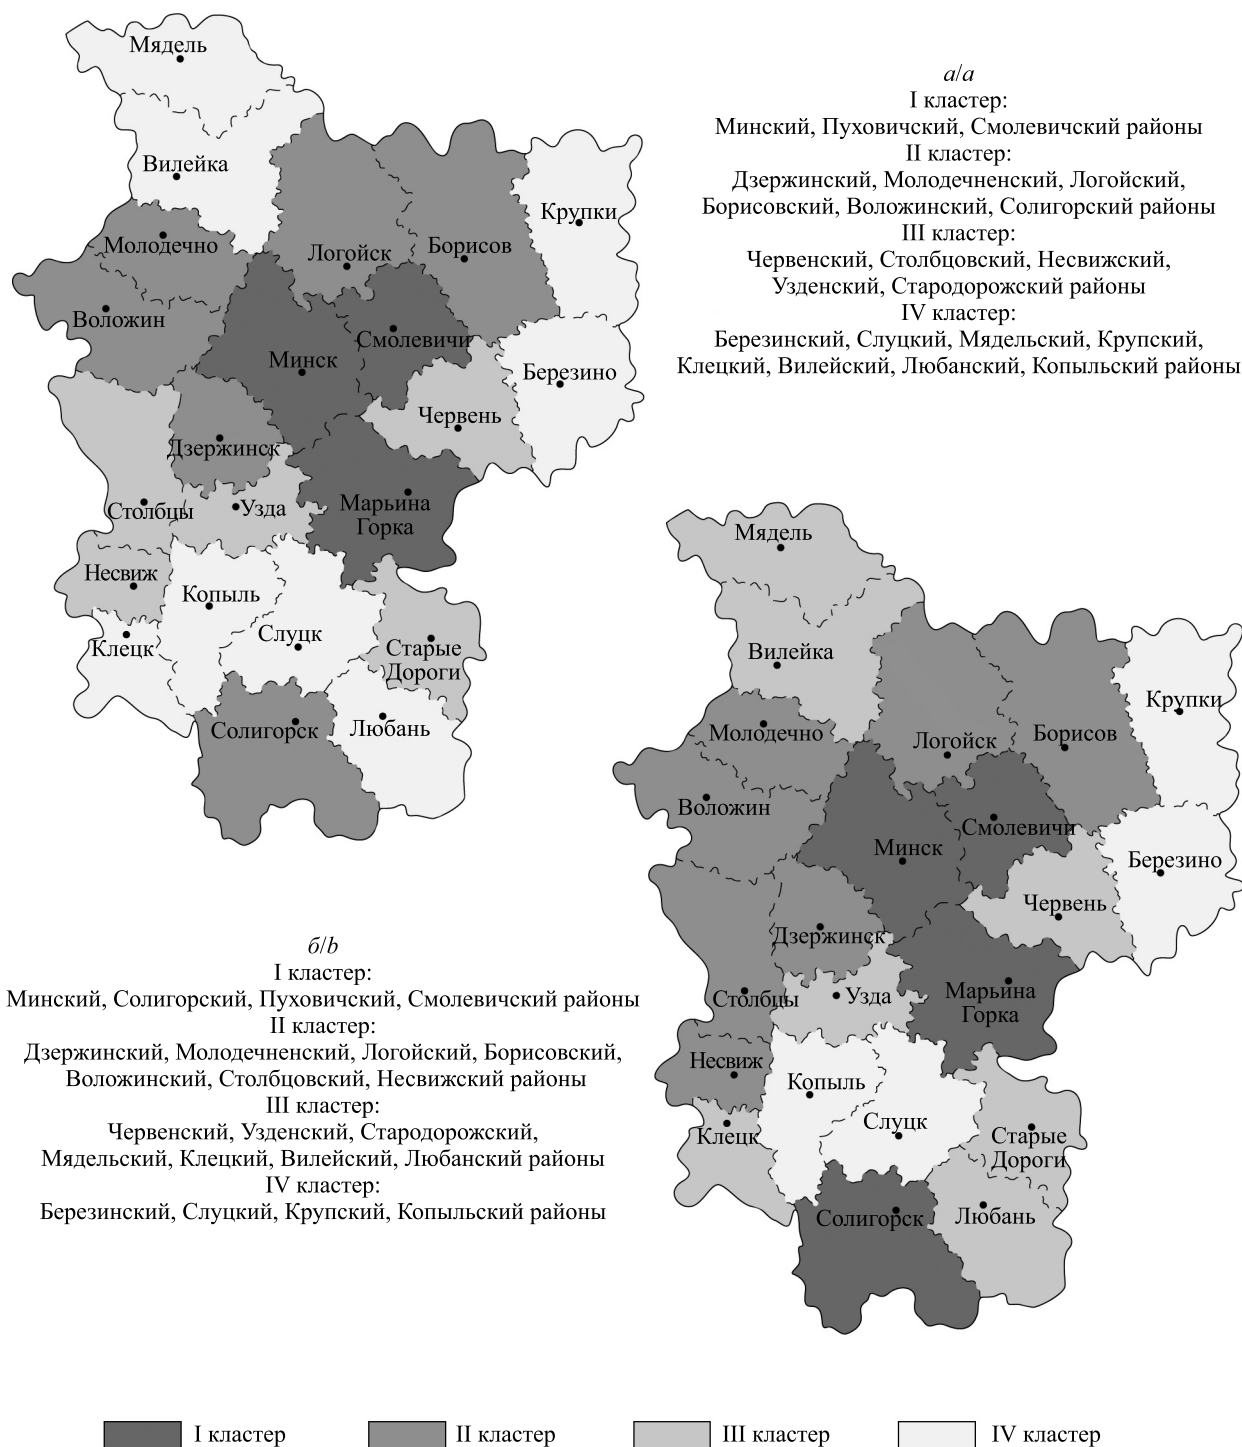 Мядель
Вилейка
Крупки
Молодечно
Логойск
Борисов
Воложин
Смолевичи
Минск
Березино
Червень
Дзержинск
Марьина
Горка
Столбцы
Узда
Несвиж
Копыль
Слуцк
Клецк
Старые
Дороги
Солигорск
Любань
а/a
I кластер:
Минский, Пуховичский, Смолевичский районы
II кластер:
Дзержинский, Молодечненский, Логойский,
Борисовский, Воложинский, Солигорский районы
III кластер:
Червенский, Столбцовский, Несвижский,
Узденский, Стародорожский районы
IV кластер:
Березинский, Слуцкий, Мядельский, Крупский,
Клецкий, Вилейский, Любанский, Копыльский районы
б/b
I кластер:
Минский, Солигорский, Пуховичский, Смолевичский районы
II кластер:
Дзержинский, Молодечненский, Логойский, Борисовский,
Воложинский, Столбцовский, Несвижский районы
III кластер:
Червенский, Узденский, Стародорожский,
Мядельский, Клецкий, Вилейский, Любанский районы
IV кластер:
Березинский, Слуцкий, Крупский, Копыльский районы
Мядель
Вилейка
Крупки
Молодечно
Логойск
Борисов
Воложин
Смолевичи
Минск
Березино
Червень
Дзержинск
Марьина
Горка
Столбцы
Узда
Несвиж
Копыль
Слуцк
Клецк
Старые
Дороги
Солигорск
Любань
I кластер
II кластер
III кластер
IV кластер